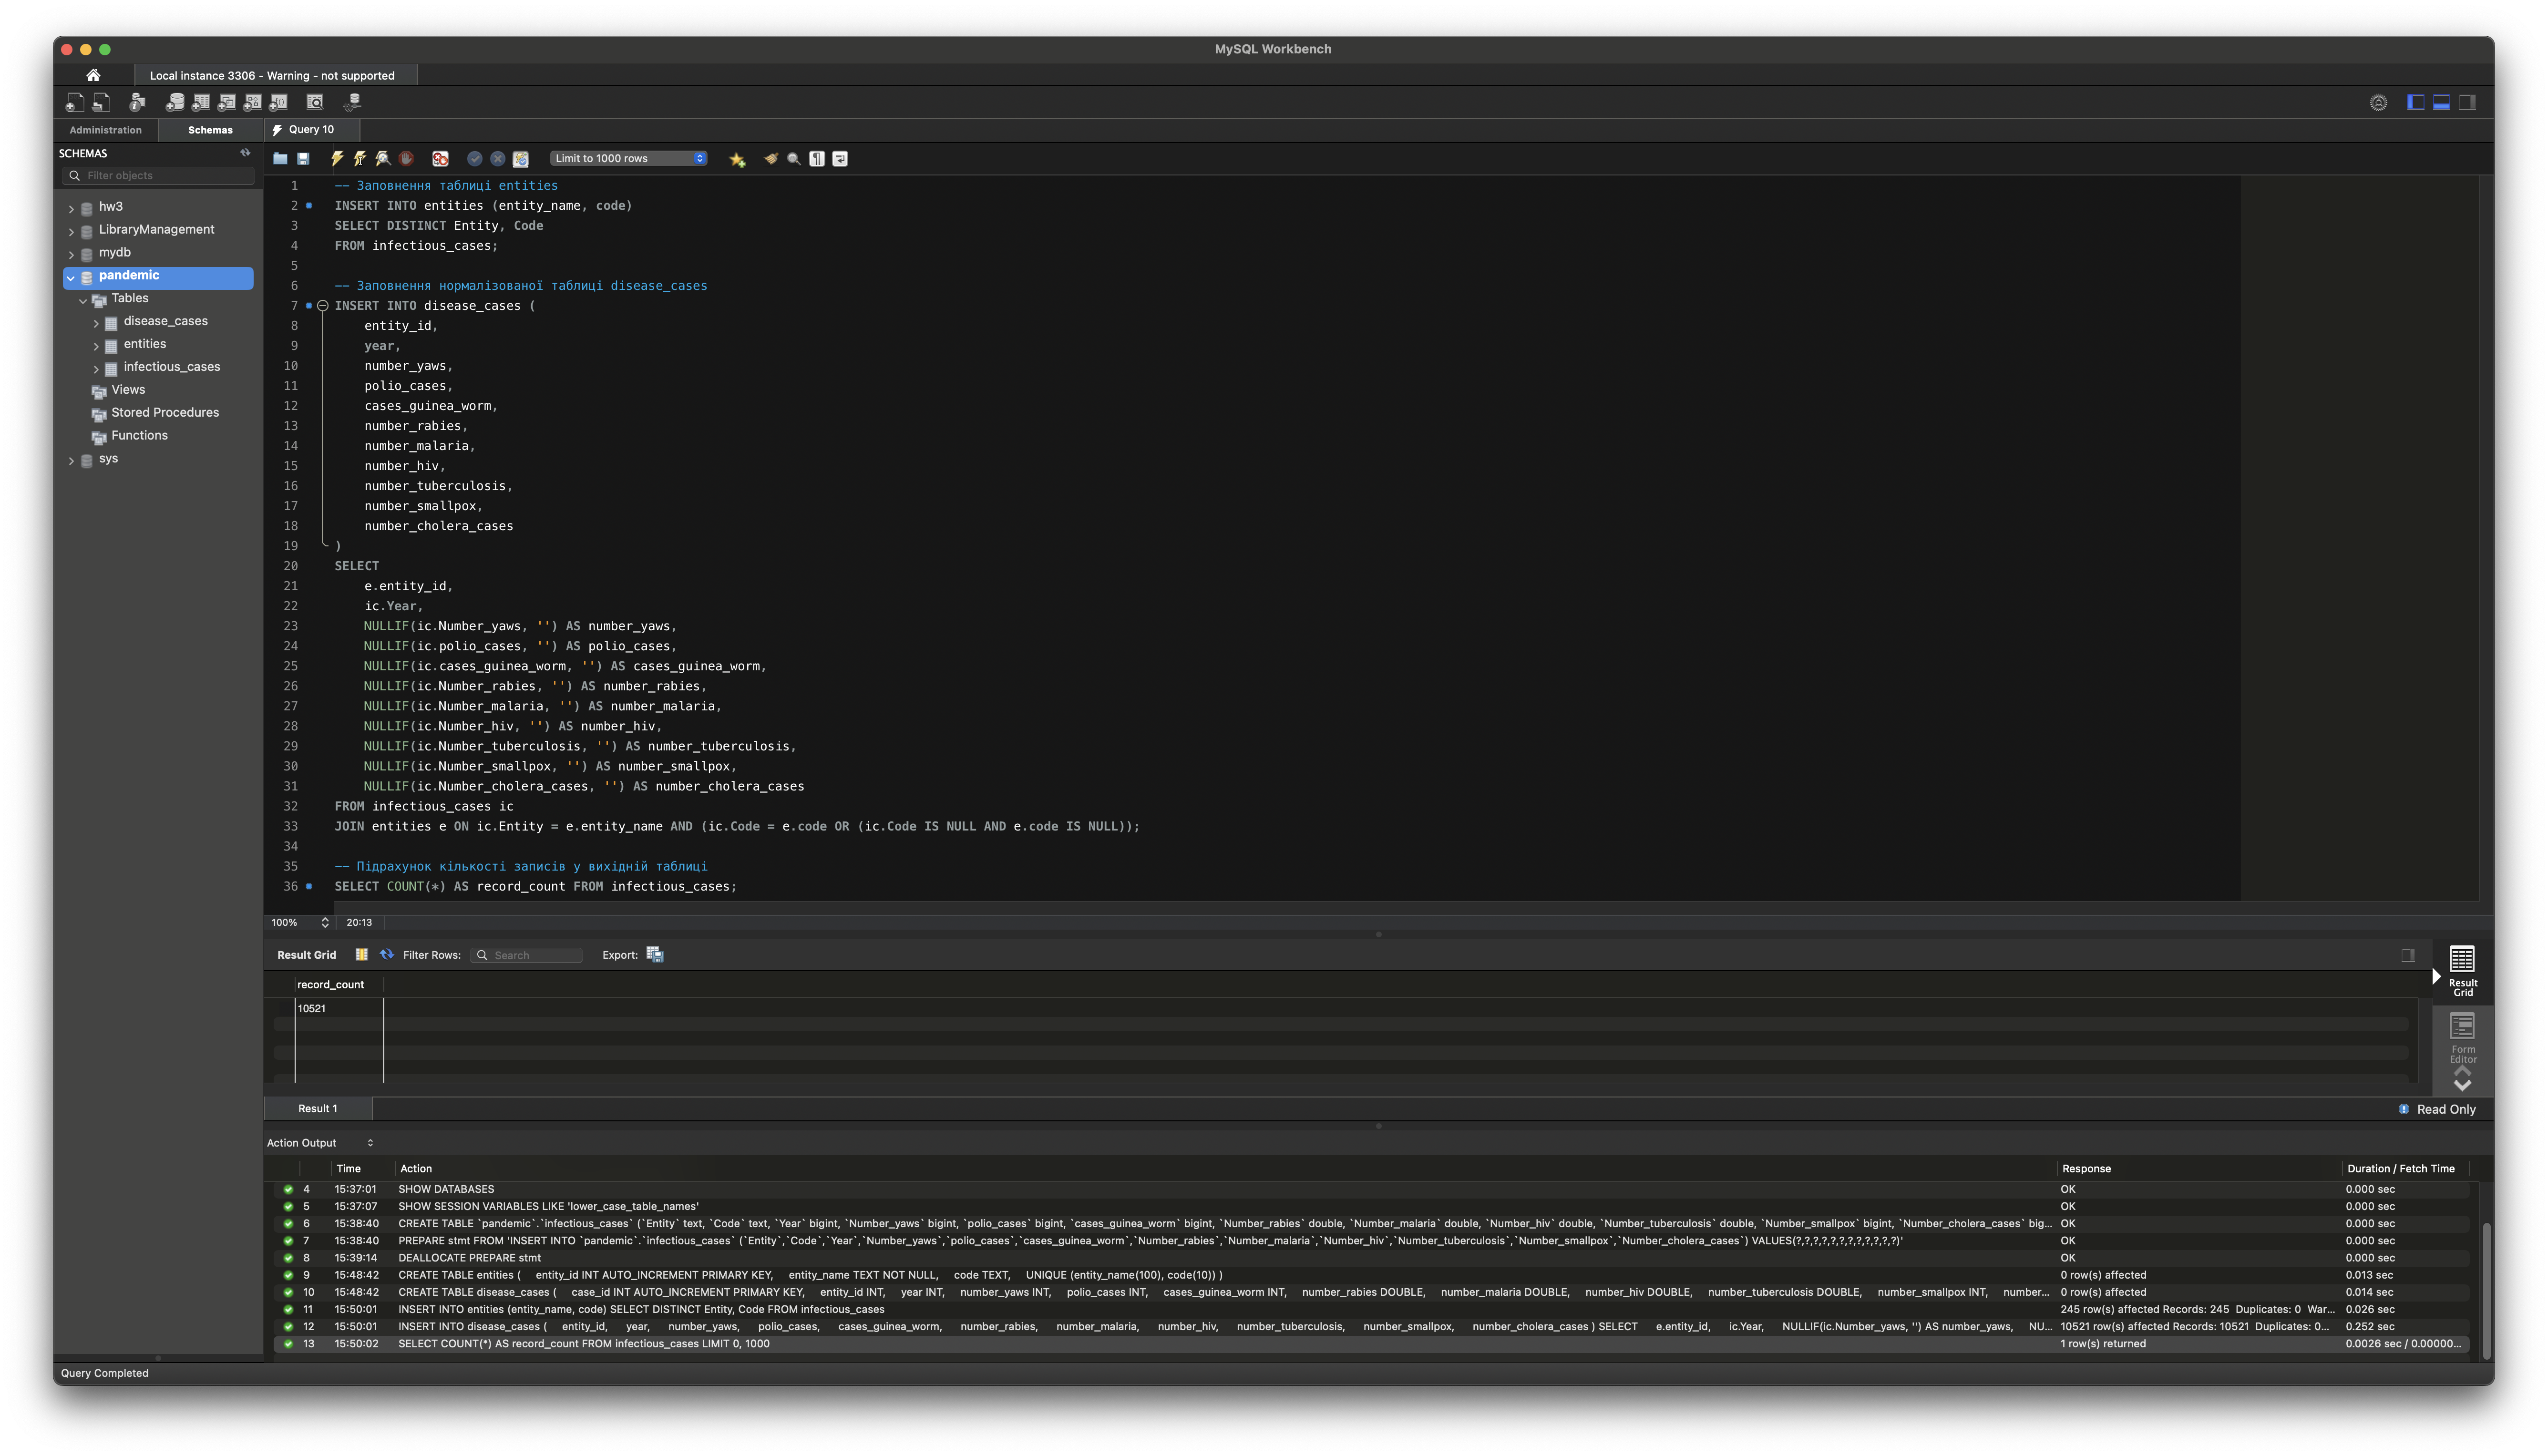 MySQL Workbench
Local instance 3306 - Warning - not supported
Administration
Schemas
Query 10
SCHEMAS
Filter objects
hw3
LibraryManagement
mydb
pandemic
Tables
disease_cases
entities
infectious_cases
Views
Stored Procedures
Functions
sys
Limit to 1000 rows
1 -- Заповнення таблиці entities
2 INSERT INTO entities (entity_name, code)
3 SELECT DISTINCT Entity, Code
4 FROM infectious_cases;
5
6 -- Заповнення нормалізованої таблиці disease_cases
7 INSERT INTO disease_cases (
8 entity_id,
9 year,
10 number_yaws,
11 polio_cases,
12 cases_guinea_worm,
13 number_rabies,
14 number_malaria,
15 number_hiv,
16 number_tuberculosis,
17 number_smallpox,
18 number_cholera_cases
19 )
20 SELECT
21 e.entity_id,
22 ic.Year,
23 NULLIF(ic.Number_yaws, '') AS number_yaws,
24 NULLIF(ic.polio_cases, '') AS polio_cases,
25 NULLIF(ic.cases_guinea_worm, '') AS cases_guinea_worm,
26 NULLIF(ic.Number_rabies, '') AS number_rabies,
27 NULLIF(ic.Number_malaria, '') AS number_malaria,
28 NULLIF(ic.Number_hiv, '') AS number_hiv,
29 NULLIF(ic.Number_tuberculosis, '') AS number_tuberculosis,
30 NULLIF(ic.Number_smallpox, '') AS number_smallpox,
31 NULLIF(ic.Number_cholera_cases, '') AS number_cholera_cases
32 FROM infectious_cases ic
33 JOIN entities e ON ic.Entity = e.entity_name AND (ic.Code = e.code OR (ic.Code IS NULL AND e.code IS NULL));
34
35 -- Підрахунок кількості записів у вихідній таблиці
36 SELECT COUNT(*) AS record_count FROM infectious_cases;
100% 20:13
Result Grid Filter Rows: Search Export:
record_count
10521
Result Grid
Form Editor
Result 1
Read Only
Action Output
Time Action Response Duration / Fetch Time
4 15:37:01 SHOW DATABASES OK 0.000 sec
5 15:37:07 SHOW SESSION VARIABLES LIKE 'lower_case_table_names' OK 0.000 sec
6 15:38:40 CREATE TABLE `pandemic`.`infectious_cases` (`Entity` text, `Code` text, `Year` bigint, `Number_yaws` bigint, `polio_cases` bigint, `cases_guinea_worm` bigint, `Number_rabies` double, `Number_malaria` double, `Number_hiv` double, `Number_tuberculosis` double, `Number_smallpox` bigint, `Number_cholera_cases` big... OK 0.000 sec
7 15:38:40 PREPARE stmt FROM 'INSERT INTO `pandemic`.`infectious_cases` (`Entity`,`Code`,`Year`,`Number_yaws`,`polio_cases`,`cases_guinea_worm`,`Number_rabies`,`Number_malaria`,`Number_hiv`,`Number_tuberculosis`,`Number_smallpox`,`Number_cholera_cases`) VALUES(?,?,?,?,?,?,?,?,?,?,?,?)' OK 0.000 sec
8 15:39:14 DEALLOCATE PREPARE stmt OK 0.000 sec
9 15:48:42 CREATE TABLE entities ( entity_id INT AUTO_INCREMENT PRIMARY KEY, entity_name TEXT NOT NULL, code TEXT, UNIQUE (entity_name(100), code(10)) ) 0 row(s) affected 0.013 sec
10 15:48:42 CREATE TABLE disease_cases ( case_id INT AUTO_INCREMENT PRIMARY KEY, entity_id INT, year INT, number_yaws INT, polio_cases INT, cases_guinea_worm INT, number_rabies DOUBLE, number_malaria DOUBLE, number_hiv DOUBLE, number_tuberculosis DOUBLE, number_smallpox INT, number... 0 row(s) affected 0.014 sec
11 15:50:01 INSERT INTO entities (entity_name, code) SELECT DISTINCT Entity, Code FROM infectious_cases 245 row(s) affected Records: 245 Duplicates: 0 War... 0.026 sec
12 15:50:01 INSERT INTO disease_cases ( entity_id, year, number_yaws, polio_cases, cases_guinea_worm, number_rabies, number_malaria, number_hiv, number_tuberculosis, number_smallpox, number_cholera_cases ) SELECT e.entity_id, ic.Year, NULLIF(ic.Number_yaws, '') AS number_yaws, NU... 10521 row(s) affected Records: 10521 Duplicates: 0... 0.252 sec
13 15:50:02 SELECT COUNT(*) AS record_count FROM infectious_cases LIMIT 0, 1000 1 row(s) returned 0.0026 sec / 0.00000...
Query Completed